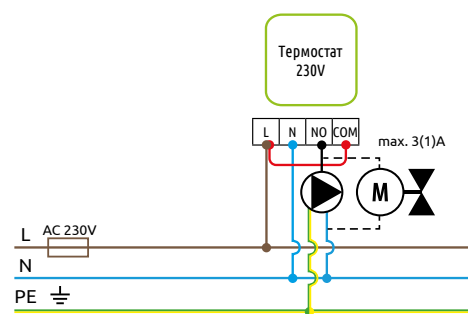 Термостат
230V
L N NO COM
max. 3(1)A
M
L AC 230V
N
PE